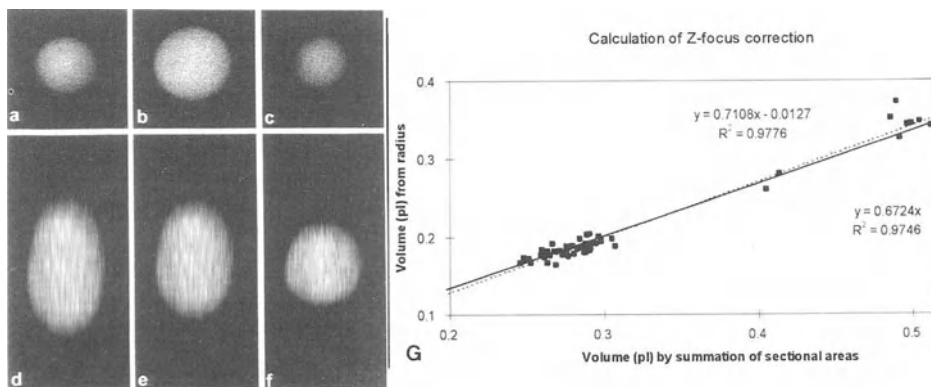 a
b
c
d
e
f
G
Calculation of Z-focus correction
Volume (pl) from radius
0.4
0.3
0.2
0.1
y = 0.7108x - 0.0127
R² = 0.9776
y = 0.6724x
R² = 0.9746
0.2
0.3
0.4
0.5
Volume (pl) by summation of sectional areas